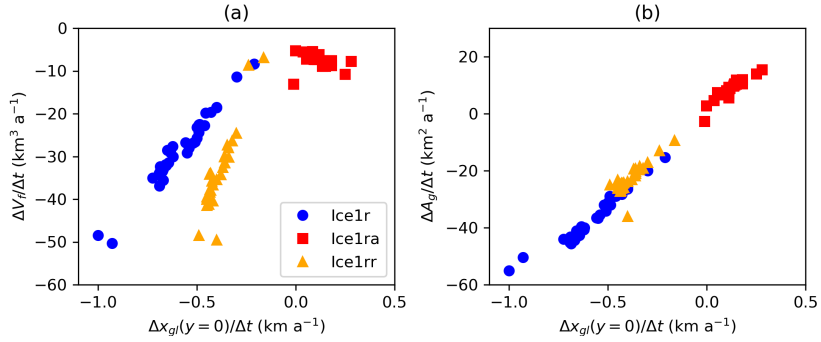 (a)
0
−10
−20
−30
−40
−50
−60
ΔV_f/Δt (km³ a⁻¹)
Ice1r
Ice1ra
Ice1rr
−1.0 −0.5 0.0 0.5
Δx_gl(y = 0)/Δt (km a⁻¹)
(b)
20
0
−20
−40
−60
ΔA_g/Δt (km² a⁻¹)
−1.0 −0.5 0.0 0.5
Δx_gl(y = 0)/Δt (km a⁻¹)